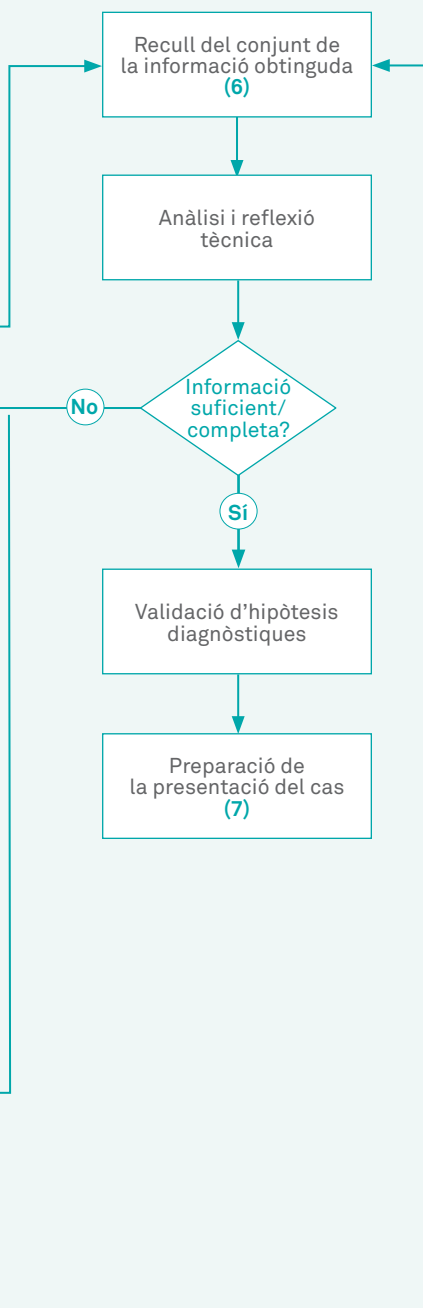 Recull del conjunt de
la informació obtinguda
(6)
Anàlisi i reflexió
tècnica
Informació
suficient/
completa?
No
Sí
Validació d’hipòtesis
diagnòstiques
Preparació de
la presentació del cas
(7)